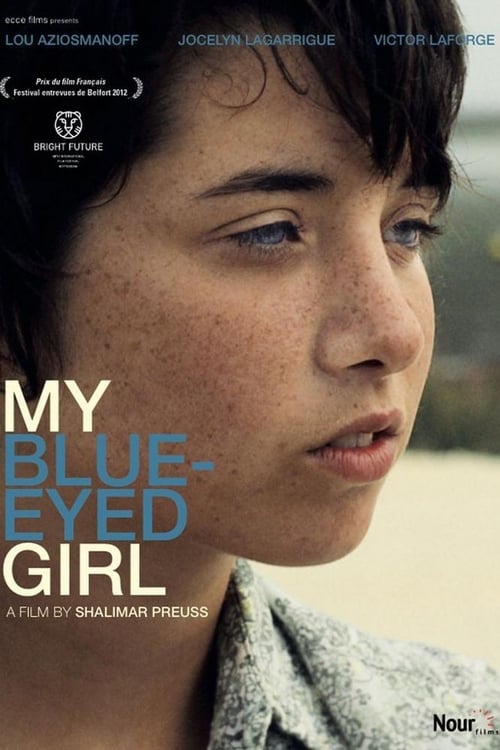 ecce films presents
LOU AZIOSMANOFF JOCELYN LAGARRIGUE VICTOR LAFORGE
Prix du film Français
Festival entrevues de Belfort 2012
BRIGHT FUTURE
MY
BLUE-
EYED
GIRL
A FILM BY SHALIMAR PREUSS
Nour
films